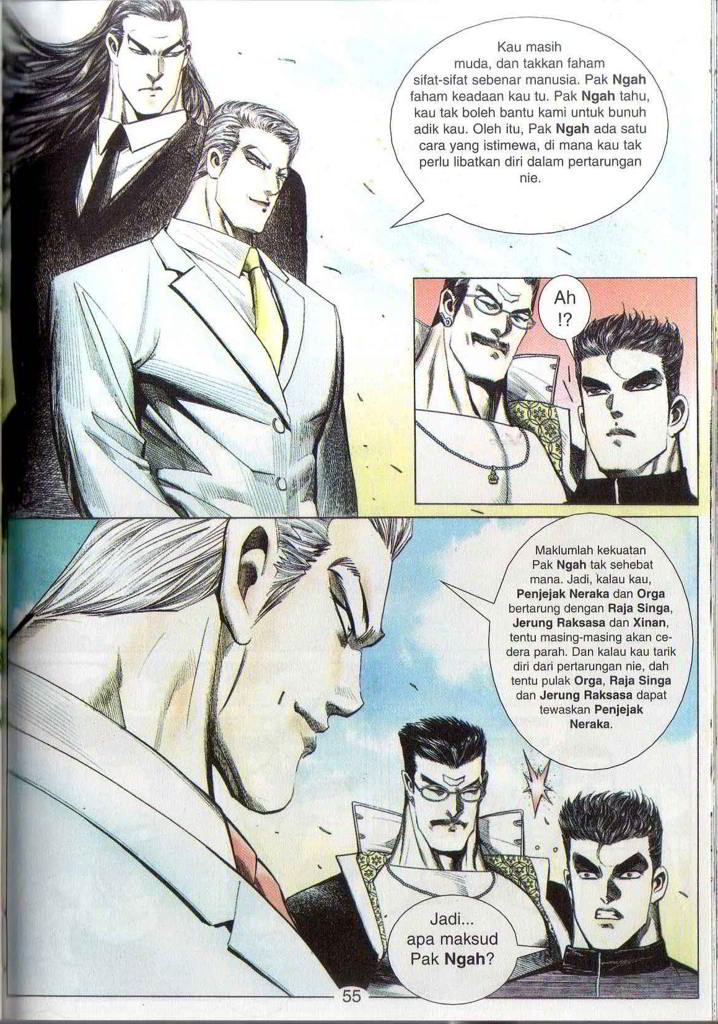 Kau masih
muda, dan takkan faham
sifat-sifat sebenar manusia. Pak Ngah
faham keadaan kau tu. Pak Ngah tahu,
kau tak boleh bantu kami untuk bunuh
adik kau. Oleh itu, Pak Ngah ada satu
cara yang istimewa, di mana kau tak
perlu libatkan diri dalam pertarungan
nie.
Ah
!?
Maklumlah kekuatan
Pak Ngah tak sehebat
mana. Jadi, kalau kau,
Penjejak Neraka dan Orga
bertarung dengan Raja Singa,
Jerung Raksasa dan Xinan,
tentu masing-masing akan ce-
dera parah. Dan kalau kau tarik
diri dari pertarungan nie, dah
tentu pulak Orga, Raja Singa
dan Jerung Raksasa dapat
tewaskan Penjejak
Neraka.
Jadi...
apa maksud
Pak Ngah?
55